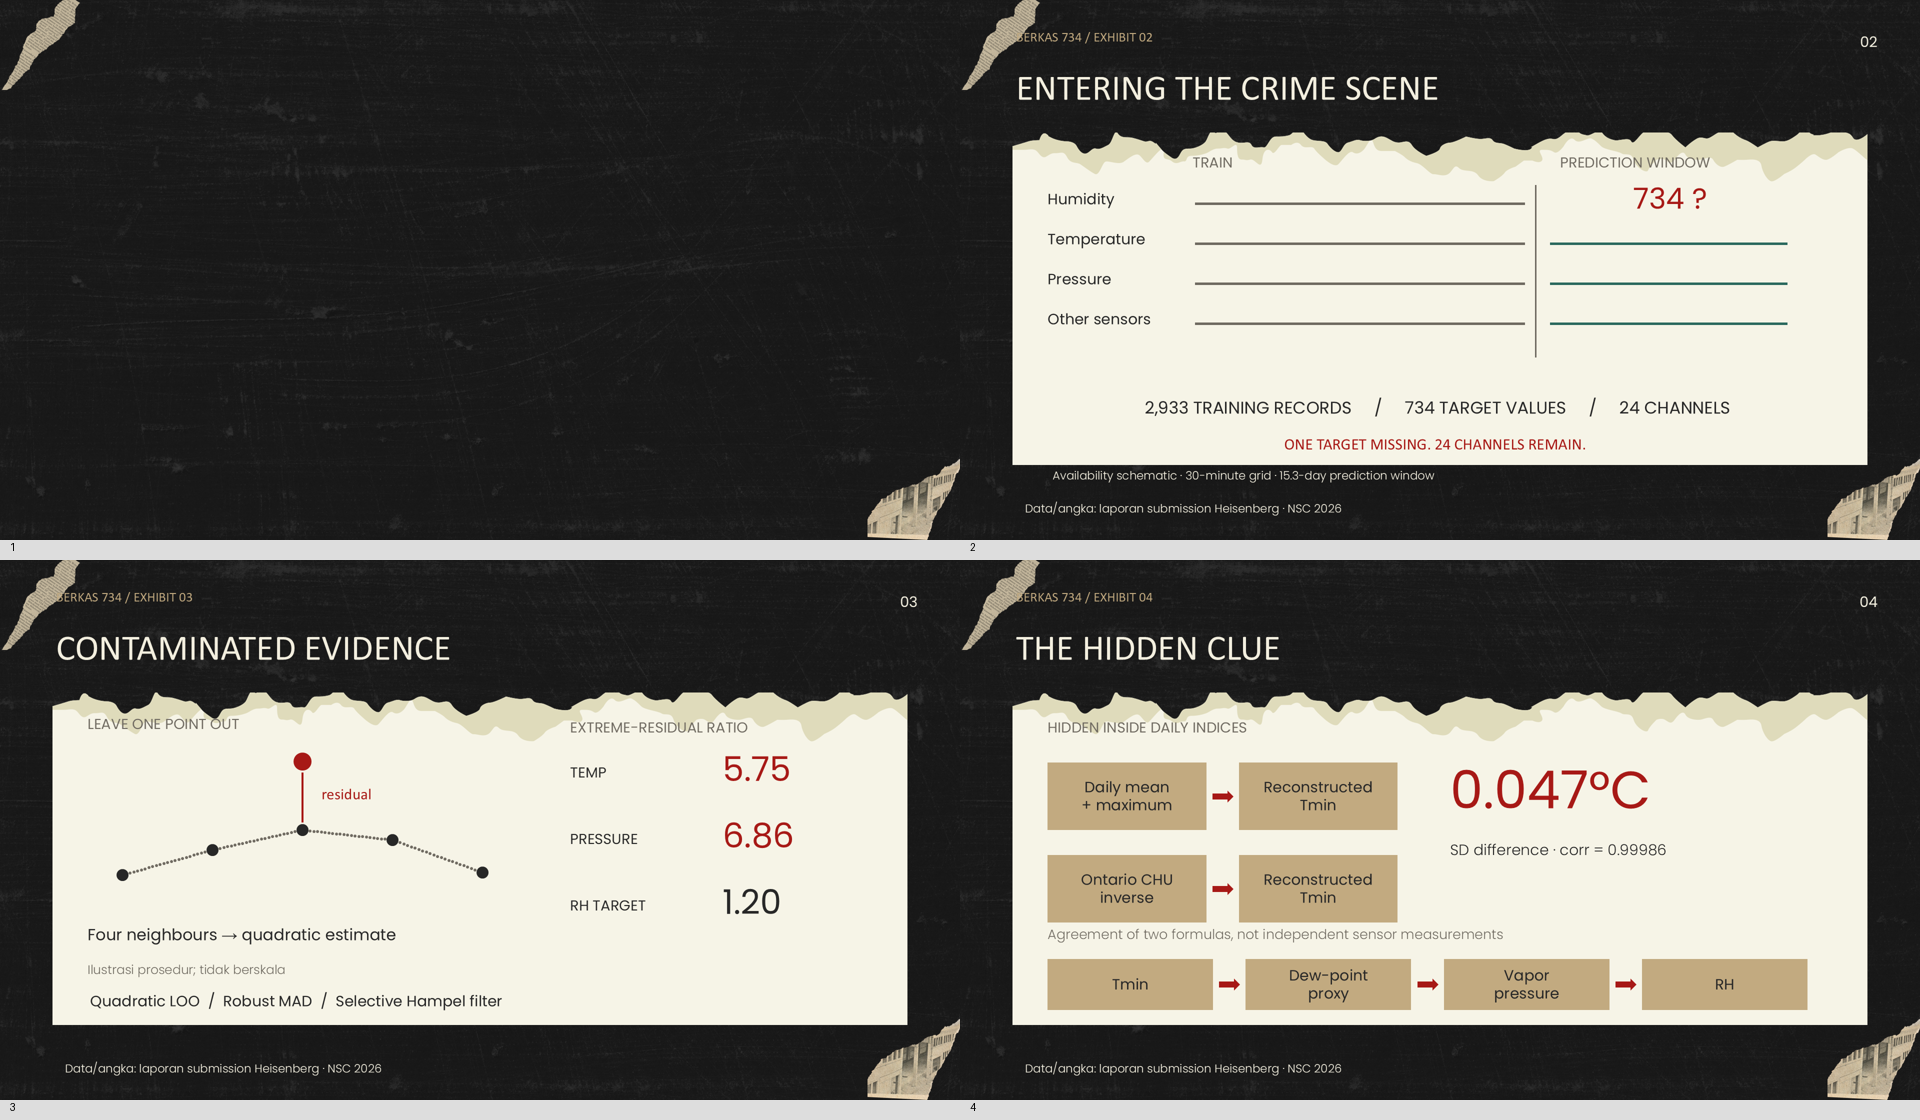 1
BERKAS 734 / EXHIBIT 02
02
ENTERING THE CRIME SCENE
TRAIN
PREDICTION WINDOW
Humidity
734 ?
Temperature
Pressure
Other sensors
2,933 TRAINING RECORDS / 734 TARGET VALUES / 24 CHANNELS
ONE TARGET MISSING. 24 CHANNELS REMAIN.
Availability schematic · 30-minute grid · 15.3-day prediction window
Data/angka: laporan submission Heisenberg · NSC 2026
2
BERKAS 734 / EXHIBIT 03
03
CONTAMINATED EVIDENCE
LEAVE ONE POINT OUT
residual
Four neighbours → quadratic estimate
Ilustrasi prosedur; tidak berskala
Quadratic LOO / Robust MAD / Selective Hampel filter
EXTREME-RESIDUAL RATIO
TEMP 5.75
PRESSURE 6.86
RH TARGET 1.20
Data/angka: laporan submission Heisenberg · NSC 2026
3
BERKAS 734 / EXHIBIT 04
04
THE HIDDEN CLUE
HIDDEN INSIDE DAILY INDICES
Daily mean
+ maximum
Reconstructed
Tmin
0.047°C
SD difference · corr = 0.99986
Ontario CHU
inverse
Reconstructed
Tmin
Agreement of two formulas, not independent sensor measurements
Tmin
Dew-point
proxy
Vapor
pressure
RH
Data/angka: laporan submission Heisenberg · NSC 2026
4